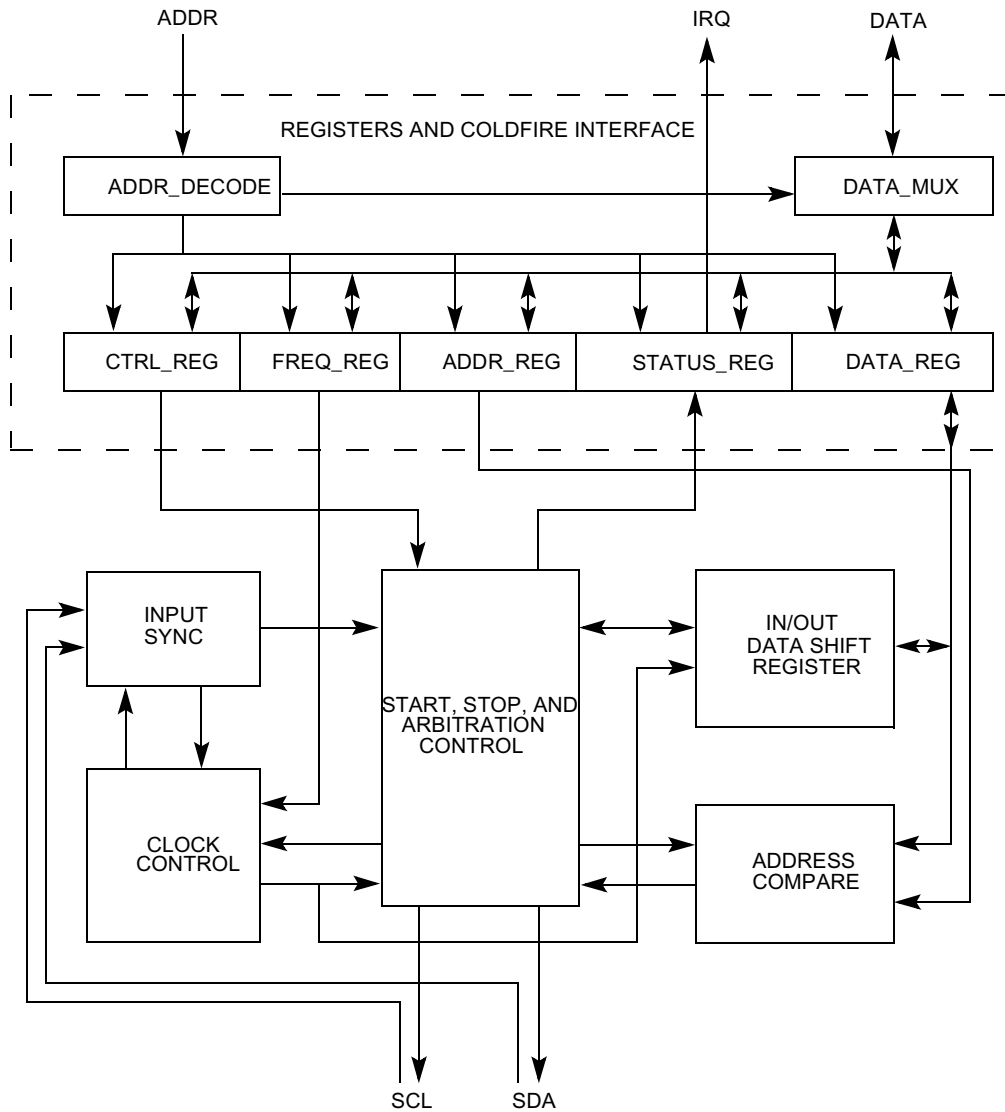 ADDR
IRQ
DATA
REGISTERS AND COLDFIRE INTERFACE
ADDR_DECODE
DATA_MUX
CTRL_REG
FREQ_REG
ADDR_REG
STATUS_REG
DATA_REG
INPUT
SYNC
IN/OUT
DATA SHIFT
REGISTER
START, STOP, AND
ARBITRATION
CONTROL
CLOCK
CONTROL
ADDRESS
COMPARE
SCL
SDA